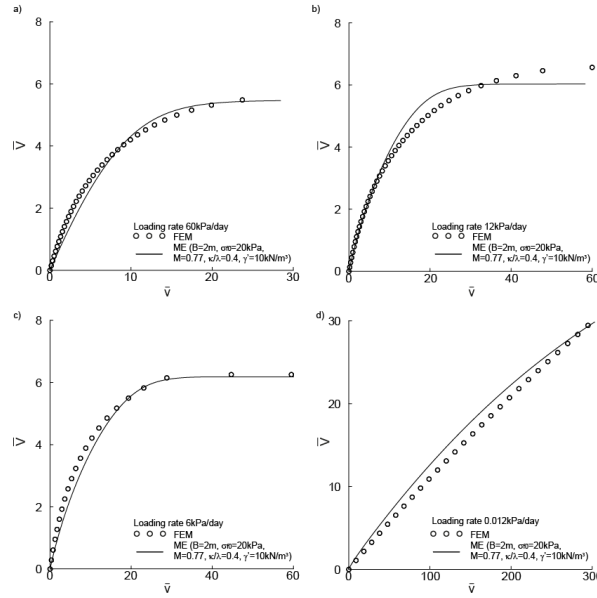 a)
8
6
4
2
0
V̄
0
10
20
30
v̄
Loading rate 60kPa/day
FEM
ME (B=2m, σro=20kPa,
M=0.77, κ/λ=0.4, γ'=10kN/m³)
b)
8
6
4
2
0
V̄
0
20
40
60
v̄
Loading rate 12kPa/day
FEM
ME (B=2m, σro=20kPa,
M=0.77, κ/λ=0.4, γ'=10kN/m³)
c)
8
6
4
2
0
V̄
0
20
40
60
v̄
Loading rate 6kPa/day
FEM
ME (B=2m, σro=20kPa,
M=0.77, κ/λ=0.4, γ'=10kN/m³)
d)
30
20
10
0
V̄
0
100
200
300
v̄
Loading rate 0.012kPa/day
FEM
ME (B=2m, σro=20kPa,
M=0.77, κ/λ=0.4, γ'=10kN/m³)